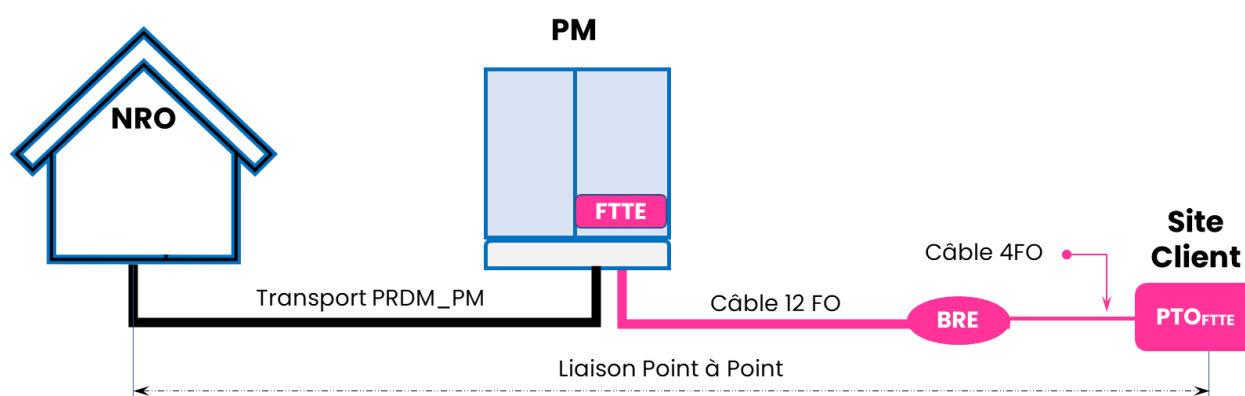 PM
NRO
FTTE
Site
Client
Câble 4FO
Transport PRDM_PM
Câble 12 FO
BRE
PTOFTTE
Liaison Point à Point